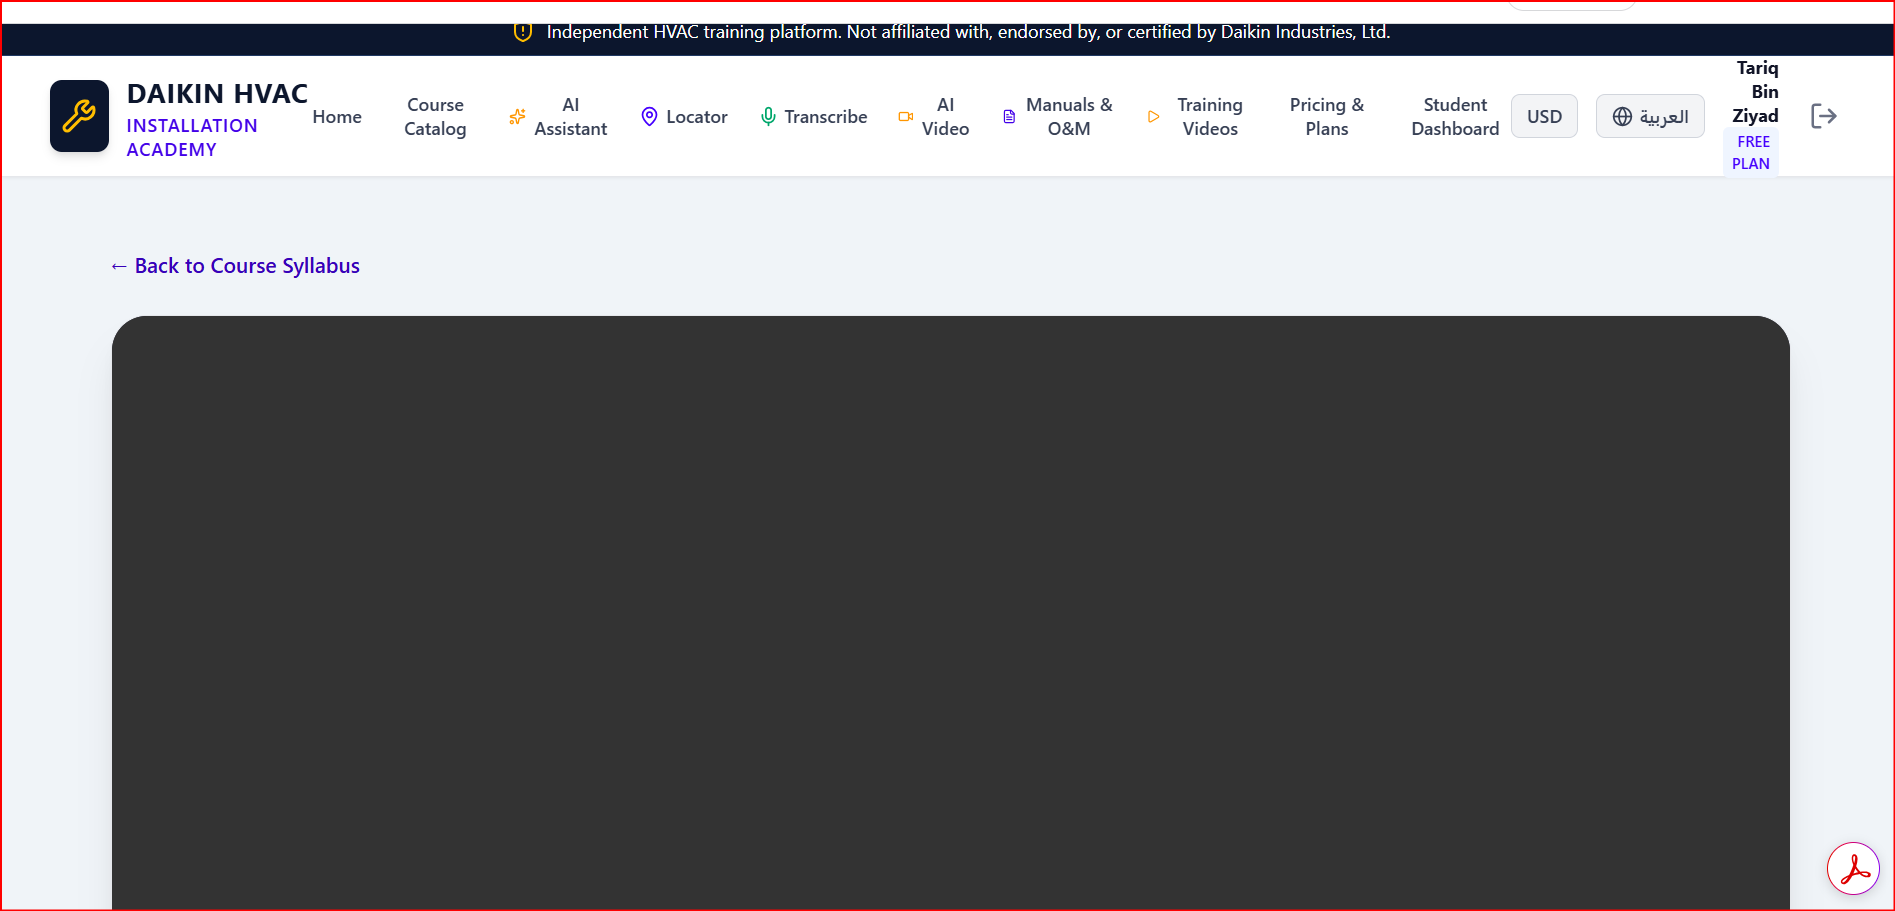 Independent HVAC training platform. Not affiliated with, endorsed by, or certified by Daikin Industries, Ltd.
DAIKIN HVAC
INSTALLATION
ACADEMY
Home
Course
Catalog
AI
Assistant
Locator
Transcribe
AI
Video
Manuals &
O&M
Training
Videos
Pricing &
Plans
Student
Dashboard
USD
العربية
Tariq
Bin
Ziyad
FREE
PLAN
← Back to Course Syllabus